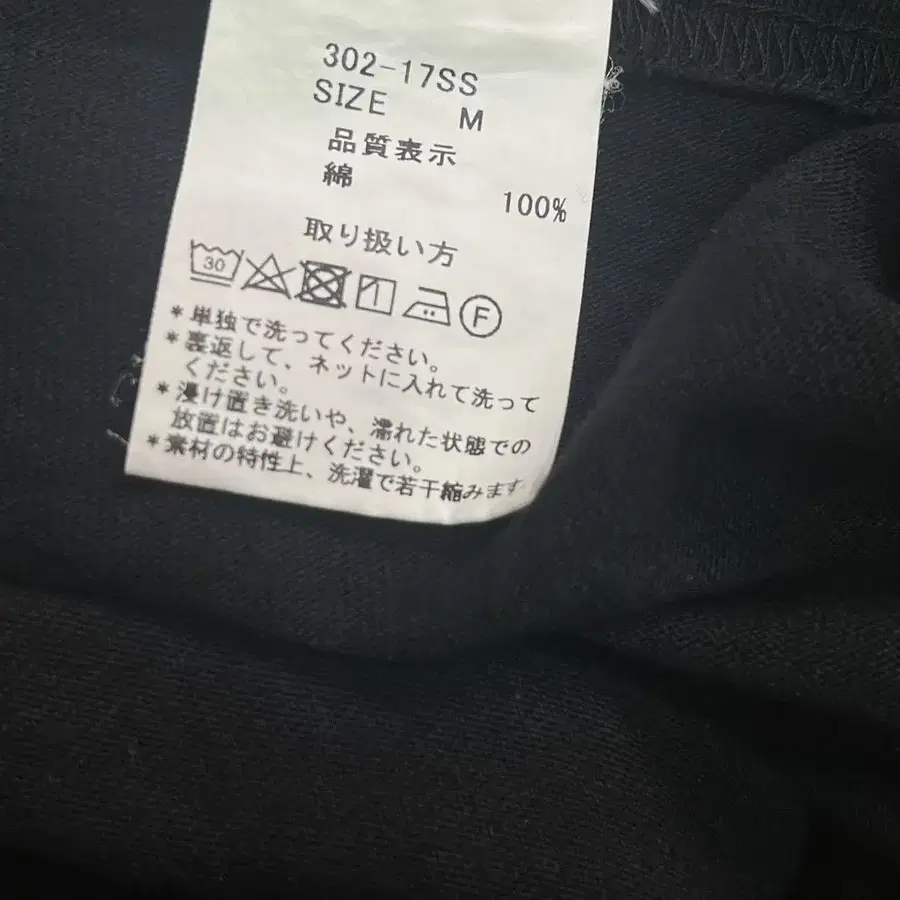 302-17SS
SIZE M
品質表示
綿 100%
取り扱い方
30 F
*単独で洗ってください。
*裏返して、ネットに入れて洗って
ください。
*浸け置き洗いや、濡れた状態での
放置はお避けください。
*素材の特性上、洗濯で若干縮みます